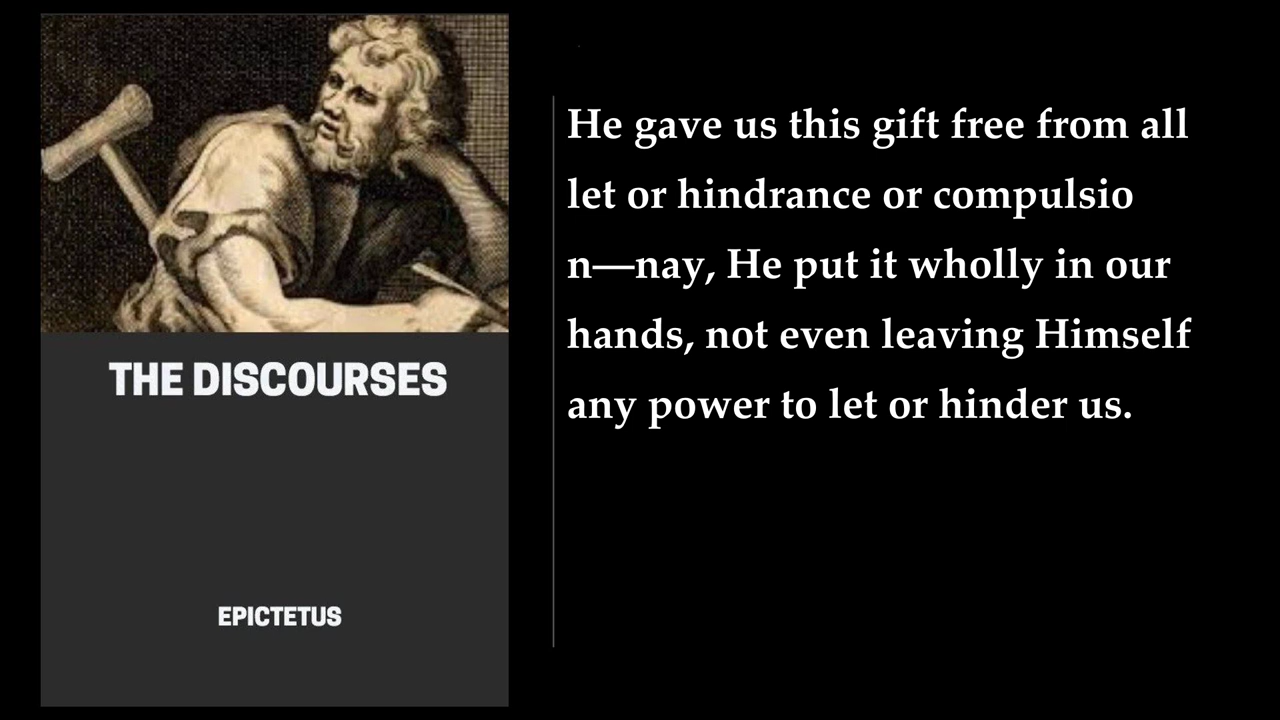 THE DISCOURSES
EPICTETUS
He gave us this gift free from all
let or hindrance or compulsio
n—nay, He put it wholly in our
hands, not even leaving Himself
any power to let or hinder us.